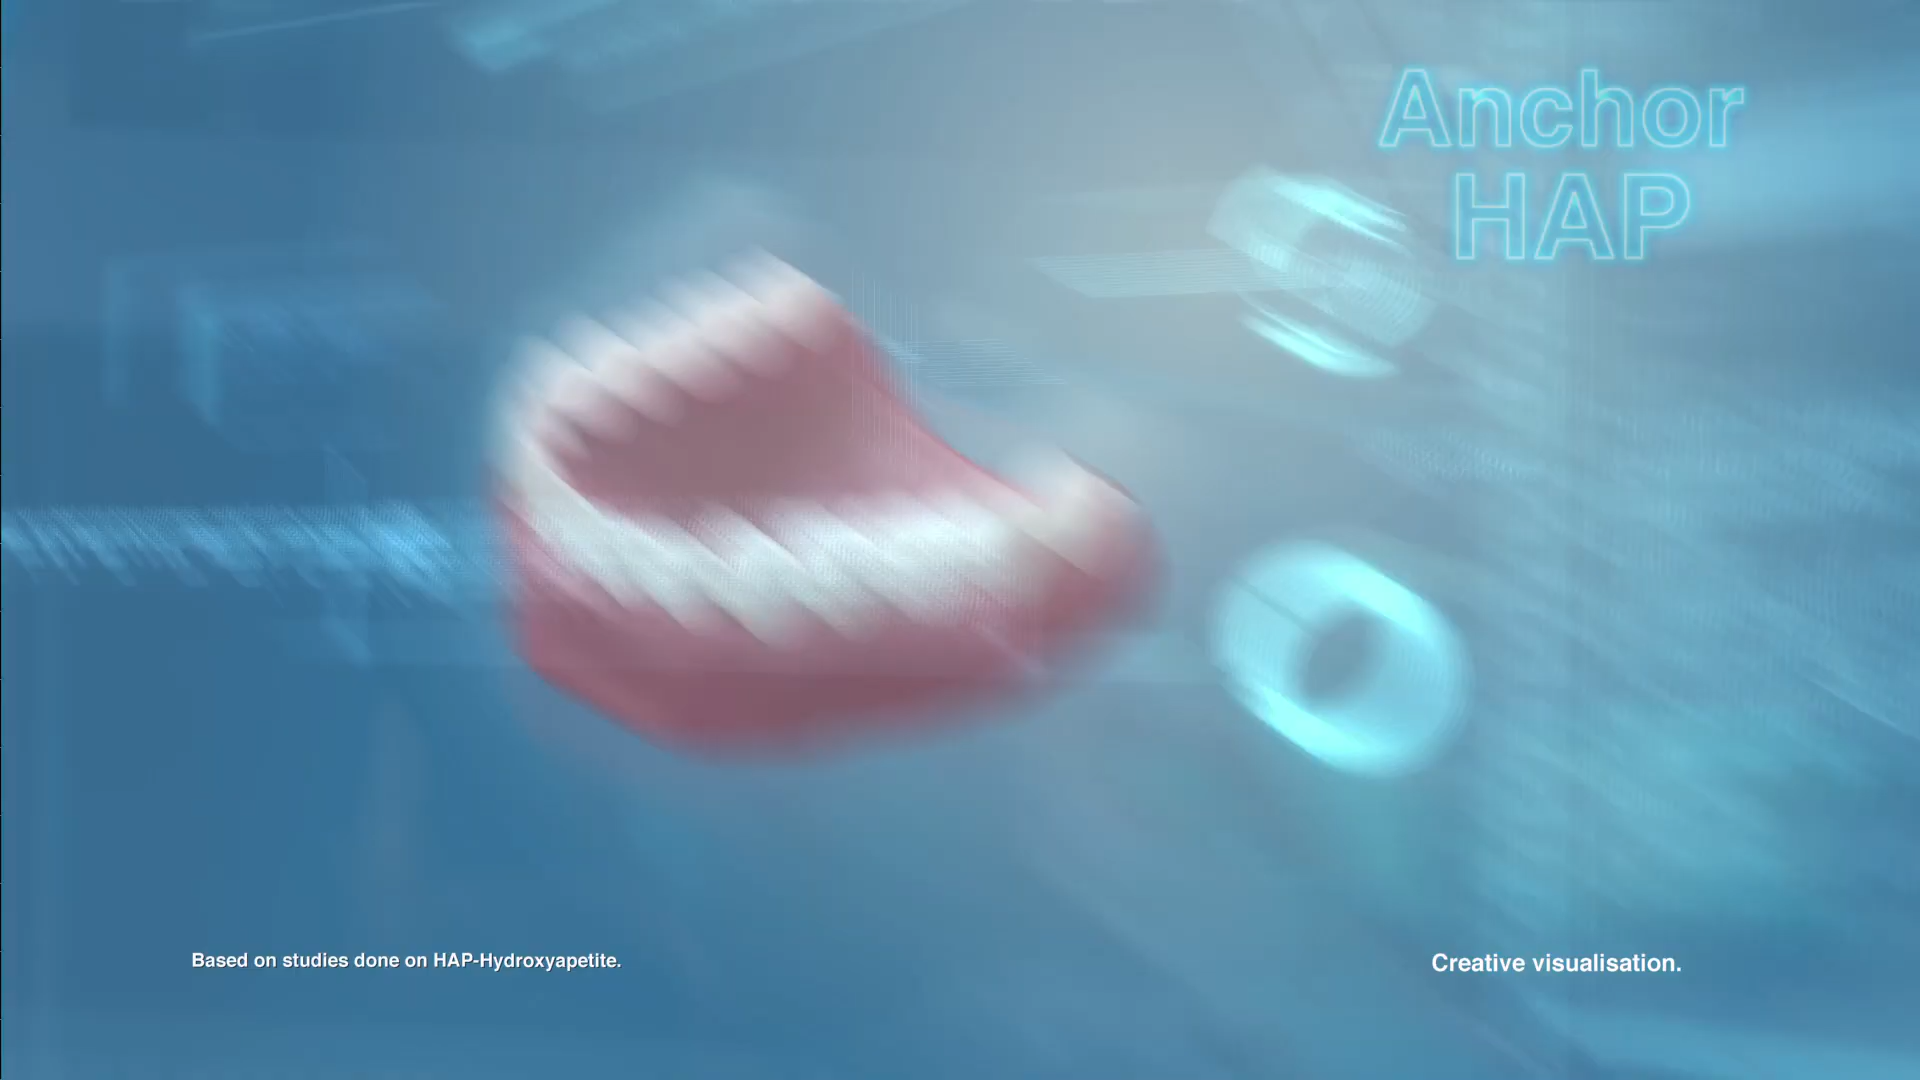 Anchor
HAP
Based on studies done on HAP-Hydroxyapetite.
Creative visualisation.